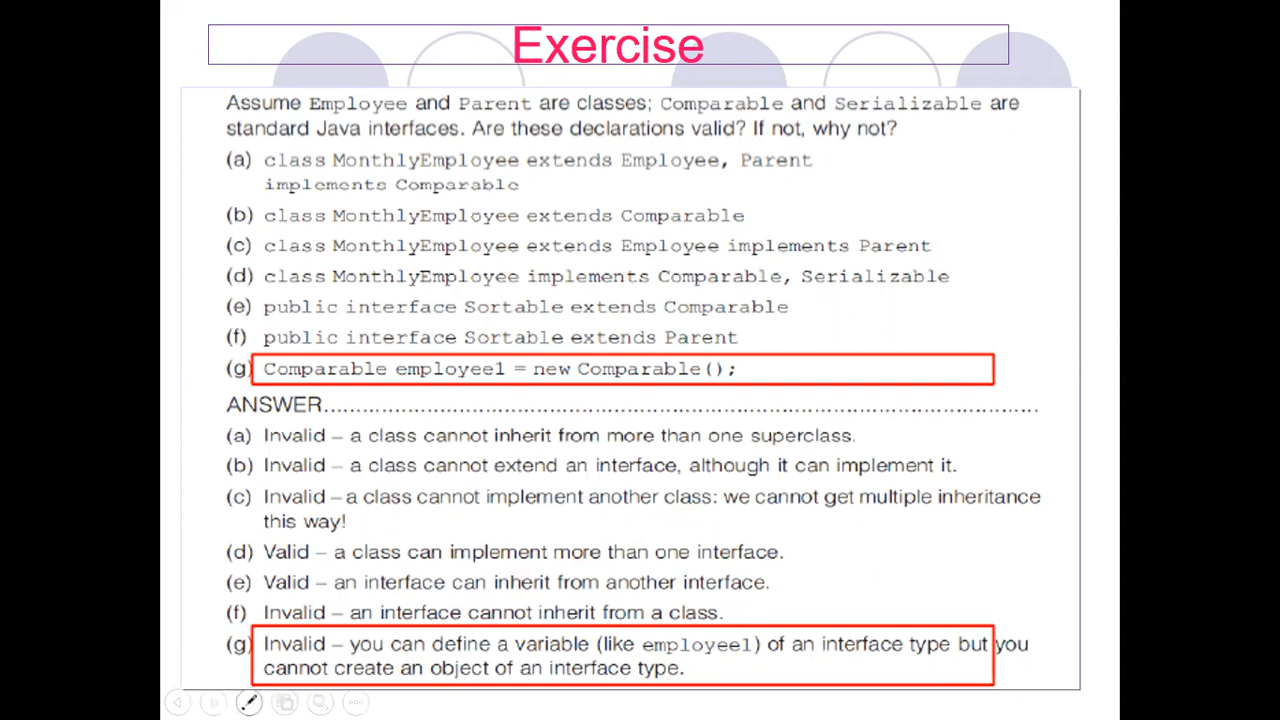 Exercise
Assume Employee and Parent are classes; Comparable and Serializable are
standard Java interfaces. Are these declarations valid? If not, why not?
(a) class MonthlyEmployee extends Employee, Parent
implements Comparable
(b) class MonthlyEmployee extends Comparable
(c) class MonthlyEmployee extends Employee implements Parent
(d) class MonthlyEmployee implements Comparable, Serializable
(e) public interface Sortable extends Comparable
(f) public interface Sortable extends Parent
(g) Comparable employee1 = new Comparable();
ANSWER..........................................................................................
(a) Invalid – a class cannot inherit from more than one superclass.
(b) Invalid – a class cannot extend an interface, although it can implement it.
(c) Invalid – a class cannot implement another class: we cannot get multiple inheritance
this way!
(d) Valid – a class can implement more than one interface.
(e) Valid – an interface can inherit from another interface.
(f) Invalid – an interface cannot inherit from a class.
(g) Invalid – you can define a variable (like employee1) of an interface type but you
cannot create an object of an interface type.